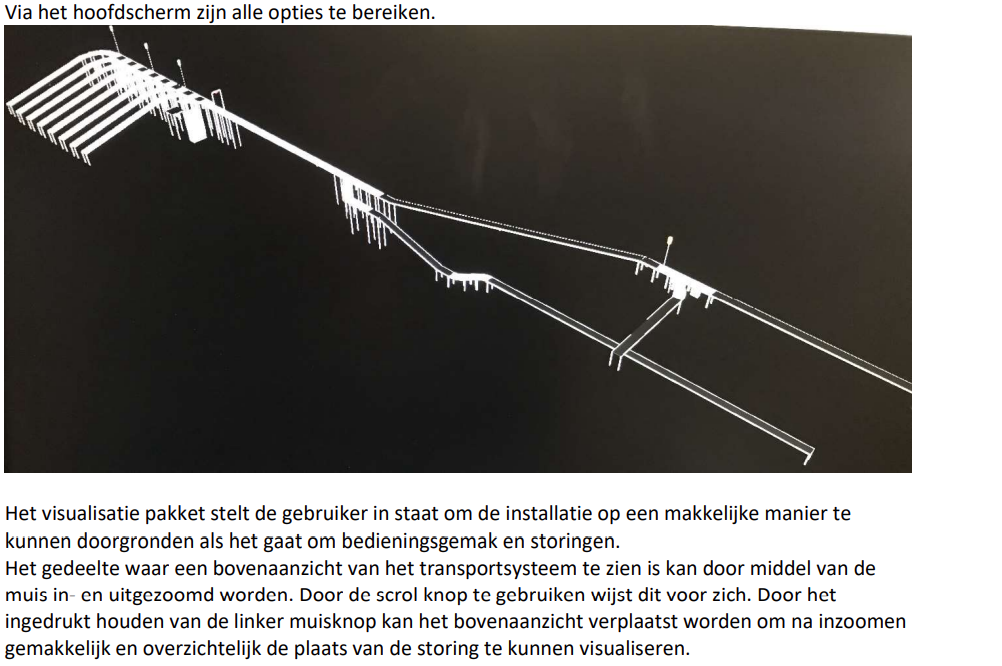 Via het hoofdscherm zijn alle opties te bereiken.
Het visualisatie pakket stelt de gebruiker in staat om de installatie op een makkelijke manier te
kunnen doorgronden als het gaat om bedieningsgemak en storingen.
Het gedeelte waar een bovenaanzicht van het transportsysteem te zien is kan door middel van de
muis in- en uitgezoomd worden. Door de scrol knop te gebruiken wijst dit voor zich. Door het
ingedrukt houden van de linker muisknop kan het bovenaanzicht verplaatst worden om na inzoomen
gemakkelijk en overzichtelijk de plaats van de storing te kunnen visualiseren.